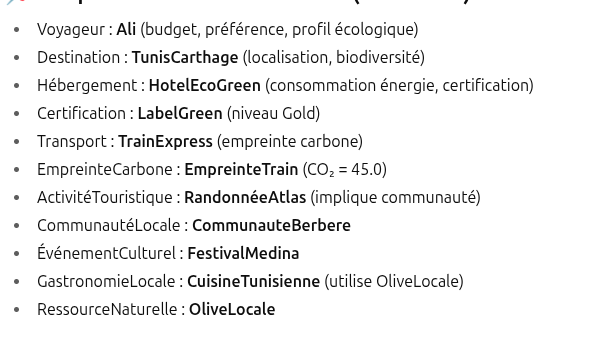 Voyageur : Ali (budget, préférence, profil écologique)
Destination : TunisCarthage (localisation, biodiversité)
Hébergement : HotelEcoGreen (consommation énergie, certification)
Certification : LabelGreen (niveau Gold)
Transport : TrainExpress (empreinte carbone)
EmpreinteCarbone : EmpreinteTrain (CO₂ = 45.0)
ActivitéTouristique : RandonnéeAtlas (implique communauté)
CommunautéLocale : CommunauteBerbere
ÉvénementCulturel : FestivalMedina
GastronomieLocale : CuisineTunisienne (utilise OliveLocale)
RessourceNaturelle : OliveLocale